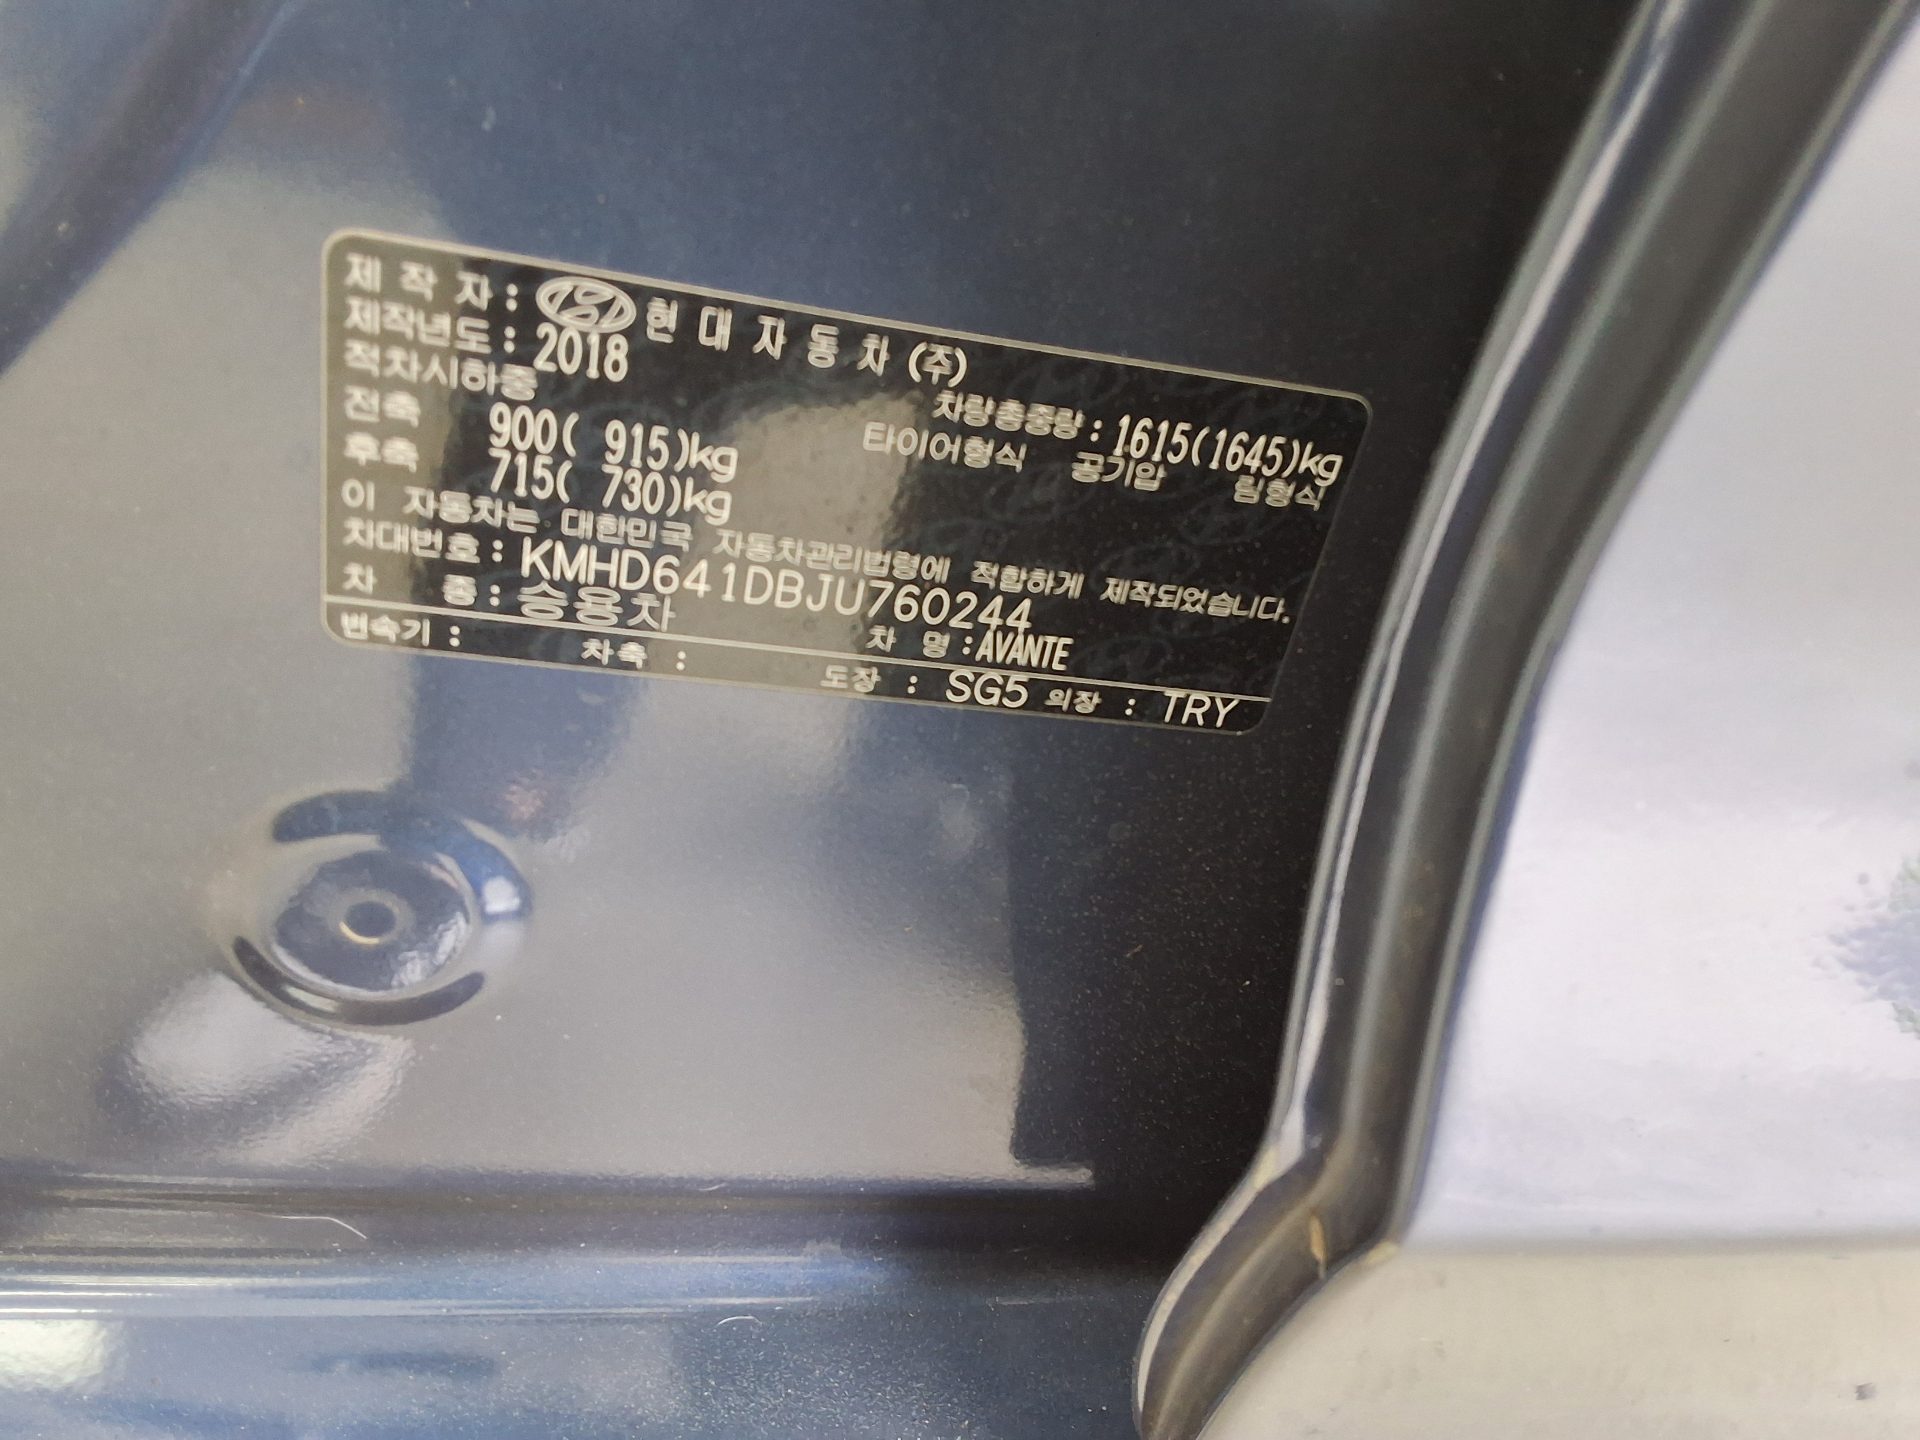 제 작 자 : 현 대 자 동 차 (주)
제작년도 : 2018
적차시하중 차량총중량 : 1615(1645)kg
전축 900( 915)kg 타이어형식 공기압 림형식
후축 715( 730)kg
이 자동차는 대한민국 자동차관리법령에 적합하게 제작되었습니다.
차대번호 : KMHD641DBJU760244
차 종 : 승용차 차 명 : AVANTE
변속기 : 차축 : 도장 : SG5 외장 : TRY